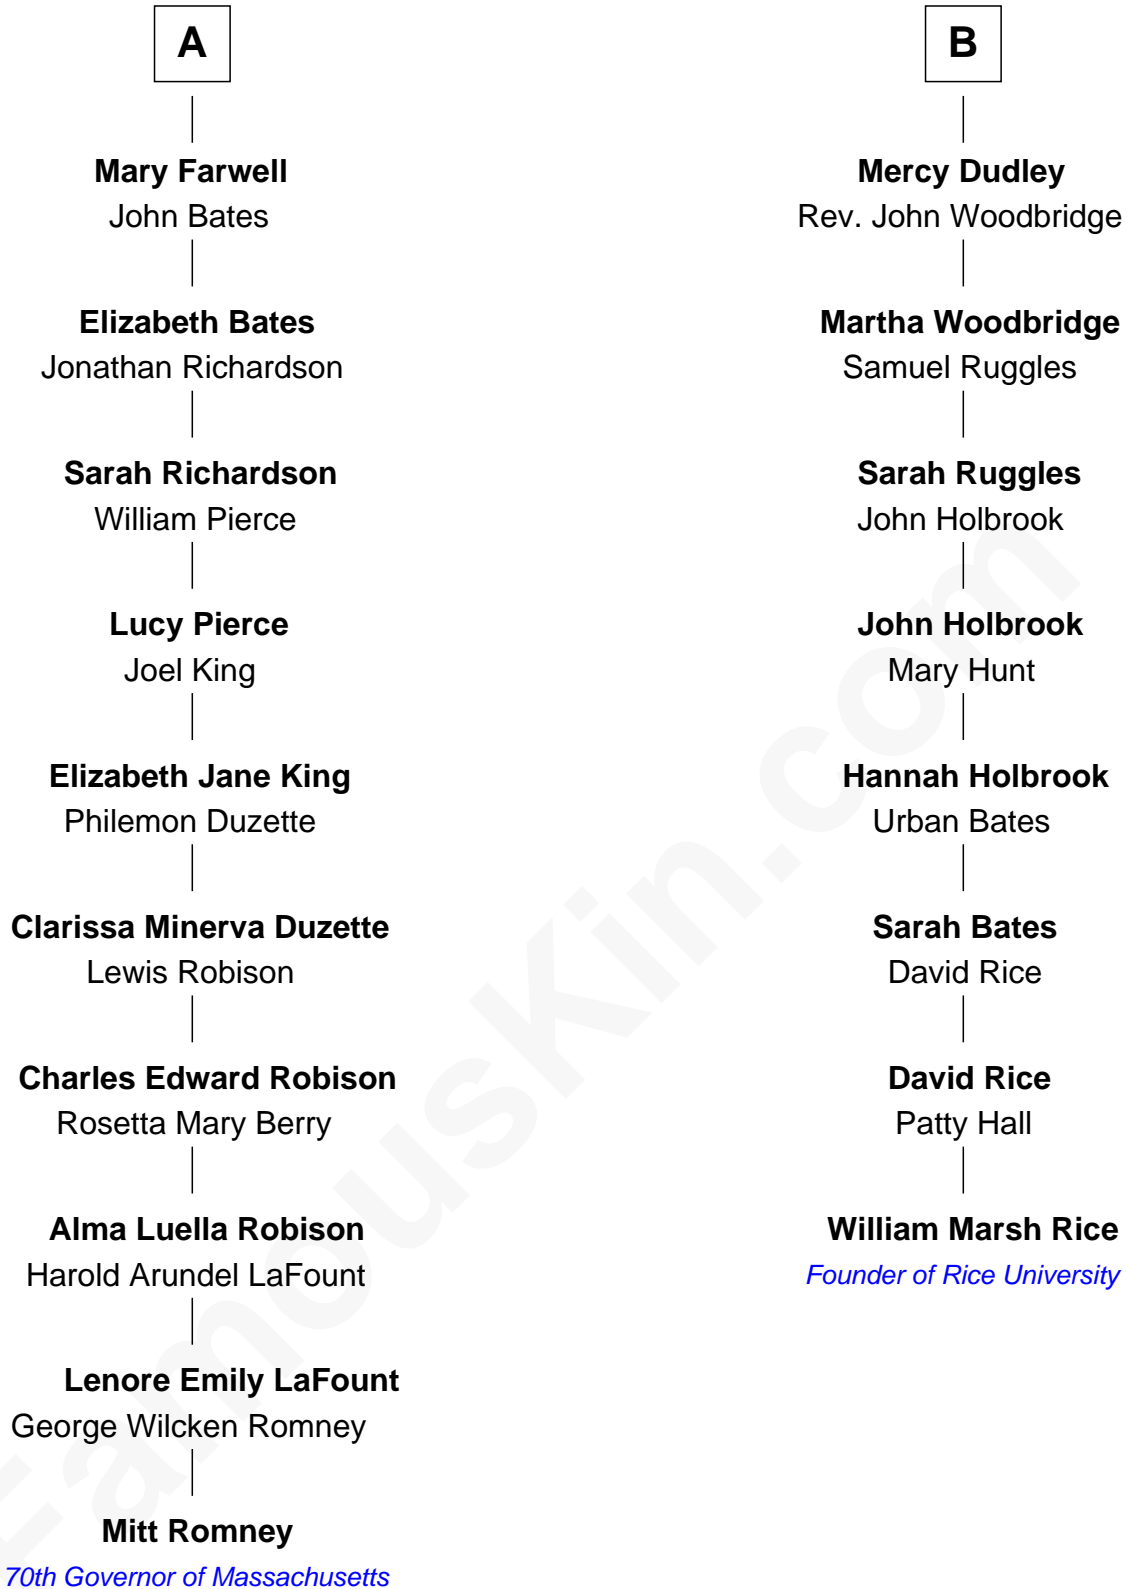 A
Mary Farwell
John Bates
Elizabeth Bates
Jonathan Richardson
Sarah Richardson
William Pierce
Lucy Pierce
Joel King
Elizabeth Jane King
Philemon Duzette
Clarissa Minerva Duzette
Lewis Robison
Charles Edward Robison
Rosetta Mary Berry
Alma Luella Robison
Harold Arundel LaFount
Lenore Emily LaFount
George Wilcken Romney
Mitt Romney
70th Governor of Massachusetts
B
Mercy Dudley
Rev. John Woodbridge
Martha Woodbridge
Samuel Ruggles
Sarah Ruggles
John Holbrook
John Holbrook
Mary Hunt
Hannah Holbrook
Urban Bates
Sarah Bates
David Rice
David Rice
Patty Hall
William Marsh Rice
Founder of Rice University
FamousKin.com